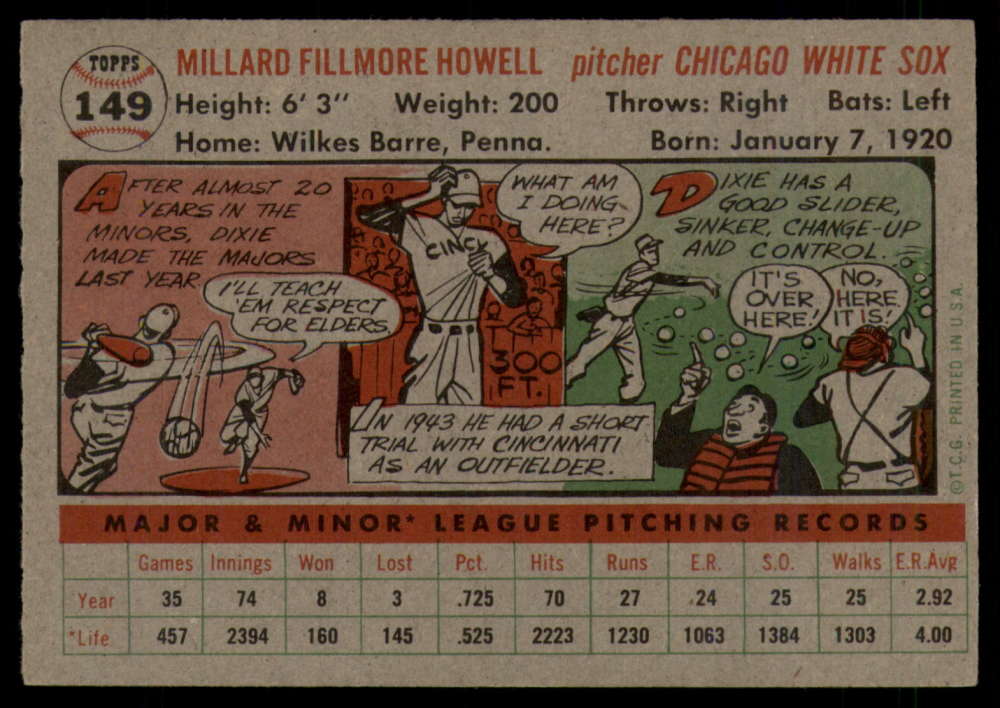 TOPPS
149
MILLARD FILLMORE HOWELL pitcher CHICAGO WHITE SOX
Height: 6' 3" Weight: 200 Throws: Right Bats: Left
Home: Wilkes Barre, Penna. Born: January 7, 1920
AFTER ALMOST 20
YEARS IN THE
MINORS, DIXIE
MADE THE MAJORS
LAST YEAR.
I'LL TEACH
'EM RESPECT
FOR ELDERS.
CINCY
WHAT AM
I DOING
HERE?
300
FT.
IN 1943 HE HAD A SHORT
TRIAL WITH CINCINNATI
AS AN OUTFIELDER.
DIXIE HAS A
GOOD SLIDER,
SINKER, CHANGE-UP
AND CONTROL.
IT'S
OVER
HERE!
NO,
HERE
IT IS!
©T.C.G. PRINTED IN U.S.A.
MAJOR & MINOR* LEAGUE PITCHING RECORDS
Games Innings Won Lost Pct. Hits Runs E.R. S.O. Walks E.R.Avg
Year 35 74 8 3 .725 70 27 24 25 25 2.92
*Life 457 2394 160 145 .525 2223 1230 1063 1384 1303 4.00